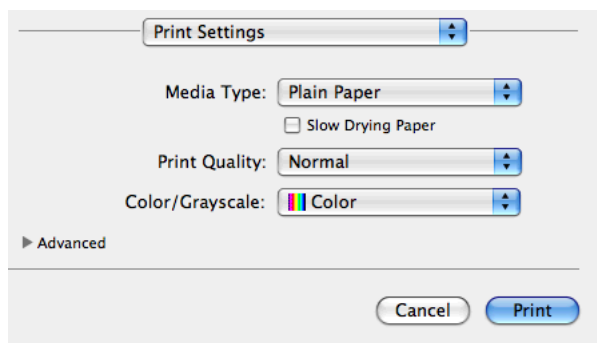 Print Settings
Media Type: Plain Paper
Slow Drying Paper
Print Quality: Normal
Color/Grayscale: Color
Advanced
Cancel Print